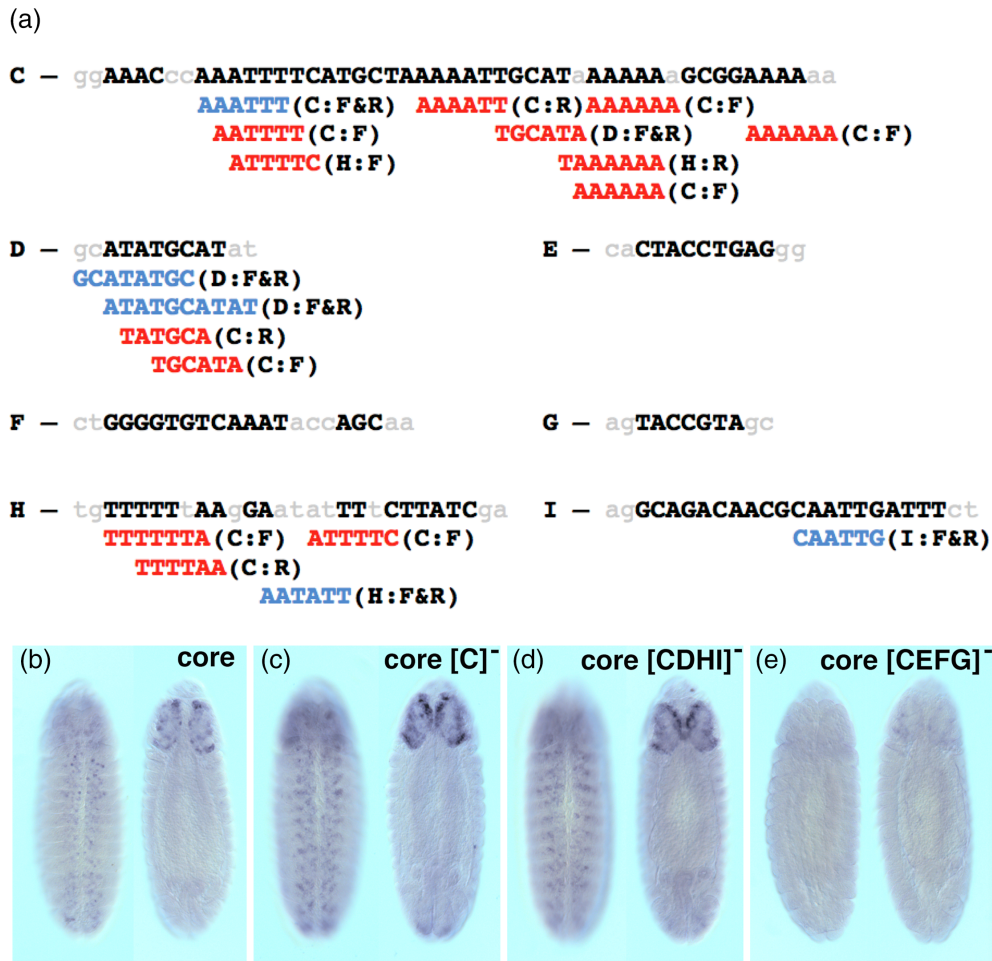 (a)
C – ggAAACccAAATTTTCATGCTAAAAATTGCATaAAAAAaGCGGAAAAaa
AAATTT(C:F&R) AAAATT(C:R)AAAAAA(C:F)
AATTTT(C:F) TGCATA(D:F&R) AAAAAA(C:F)
ATTTTC(H:F) TAAAAAA(H:R)
AAAAAA(C:F)
D – gcATATGCATat E – caCTACCTGAGgg
GCATATGC(D:F&R)
ATATGCATAT(D:F&R)
TATGCA(C:R)
TGCATA(C:F)
F – ctGGGGTGTCAAATaccAGCaa G – agTACCGTAgc
H – tgTTTTTtAAgGAatatTTtCTTATCga I – agGCAGACAACGCAATTGATTTct
TTTTTTA(C:F) ATTTTC(C:F) CAATTG(I:F&R)
TTTTAA(C:R)
AATATT(H:F&R)
(b) core (c) core [C]- (d) core [CDHI]- (e) core [CEFG]-